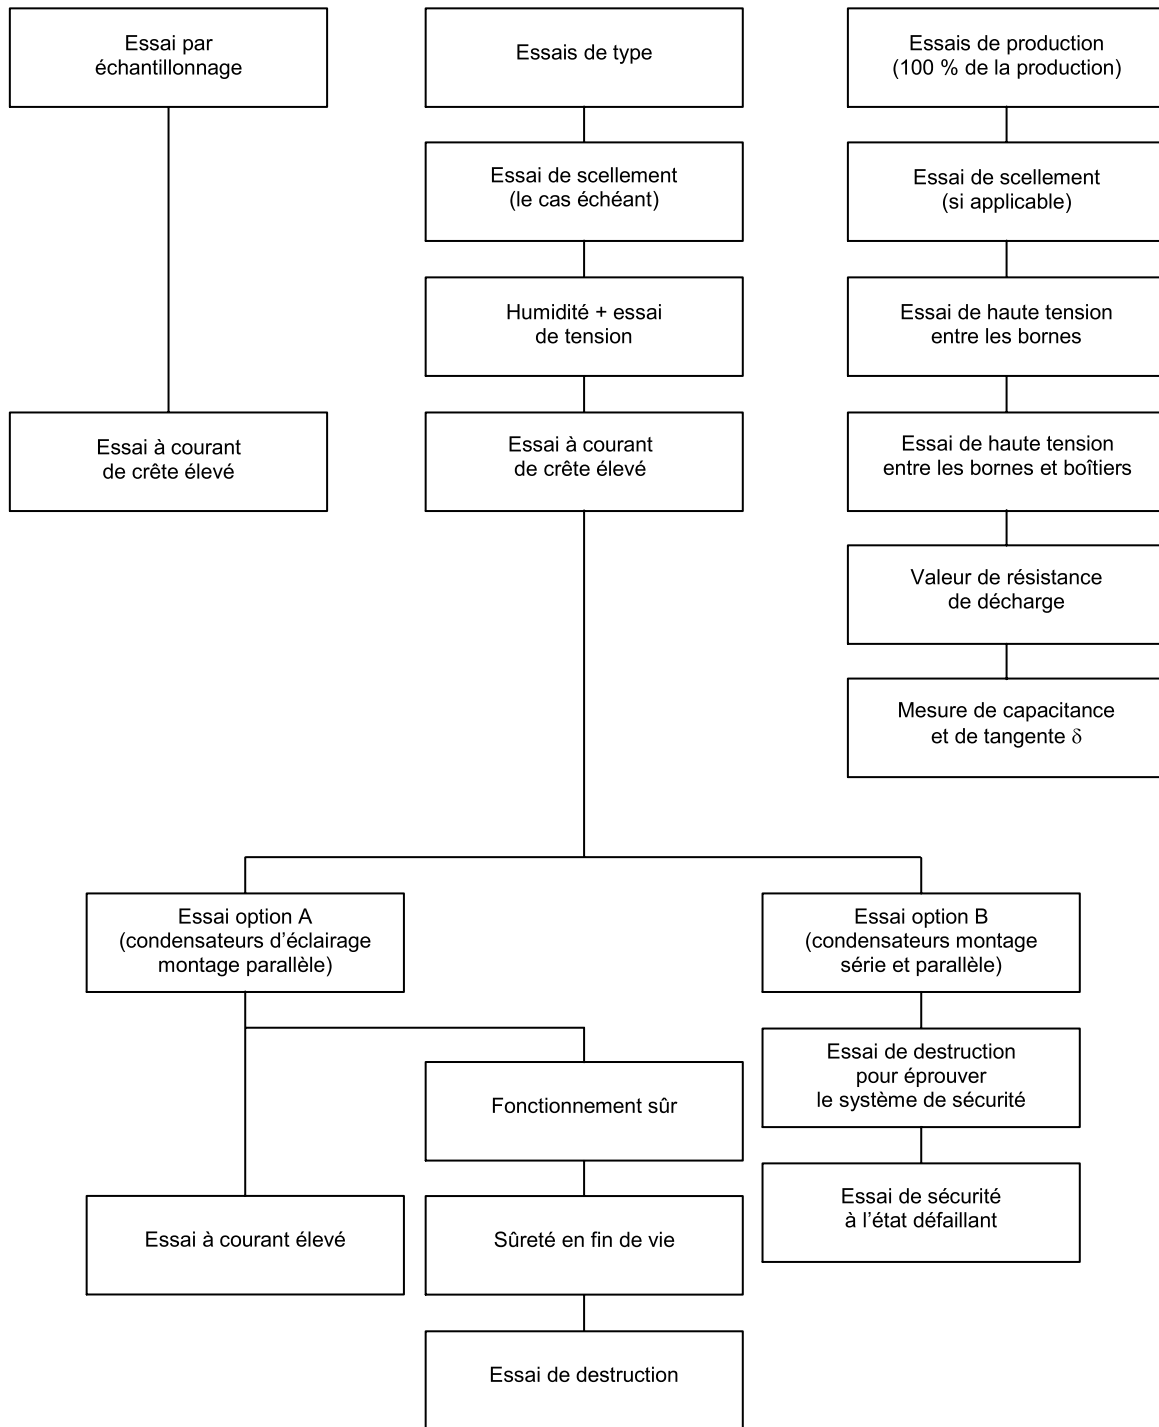 Essai par
échantillonnage
Essais de type
Essais de production
(100 % de la production)
Essai de scellement
(le cas échéant)
Essai de scellement
(si applicable)
Humidité + essai
de tension
Essai de haute tension
entre les bornes
Essai à courant
de crête élevé
Essai à courant
de crête élevé
Essai de haute tension
entre les bornes et boîtiers
Valeur de résistance
de décharge
Mesure de capacitance
et de tangente δ
Essai option A
(condensateurs d’éclairage
montage parallèle)
Essai option B
(condensateurs montage
série et parallèle)
Essai de destruction
pour éprouver
le système de sécurité
Fonctionnement sûr
Essai de sécurité
à l’état défaillant
Essai à courant élevé
Sûreté en fin de vie
Essai de destruction